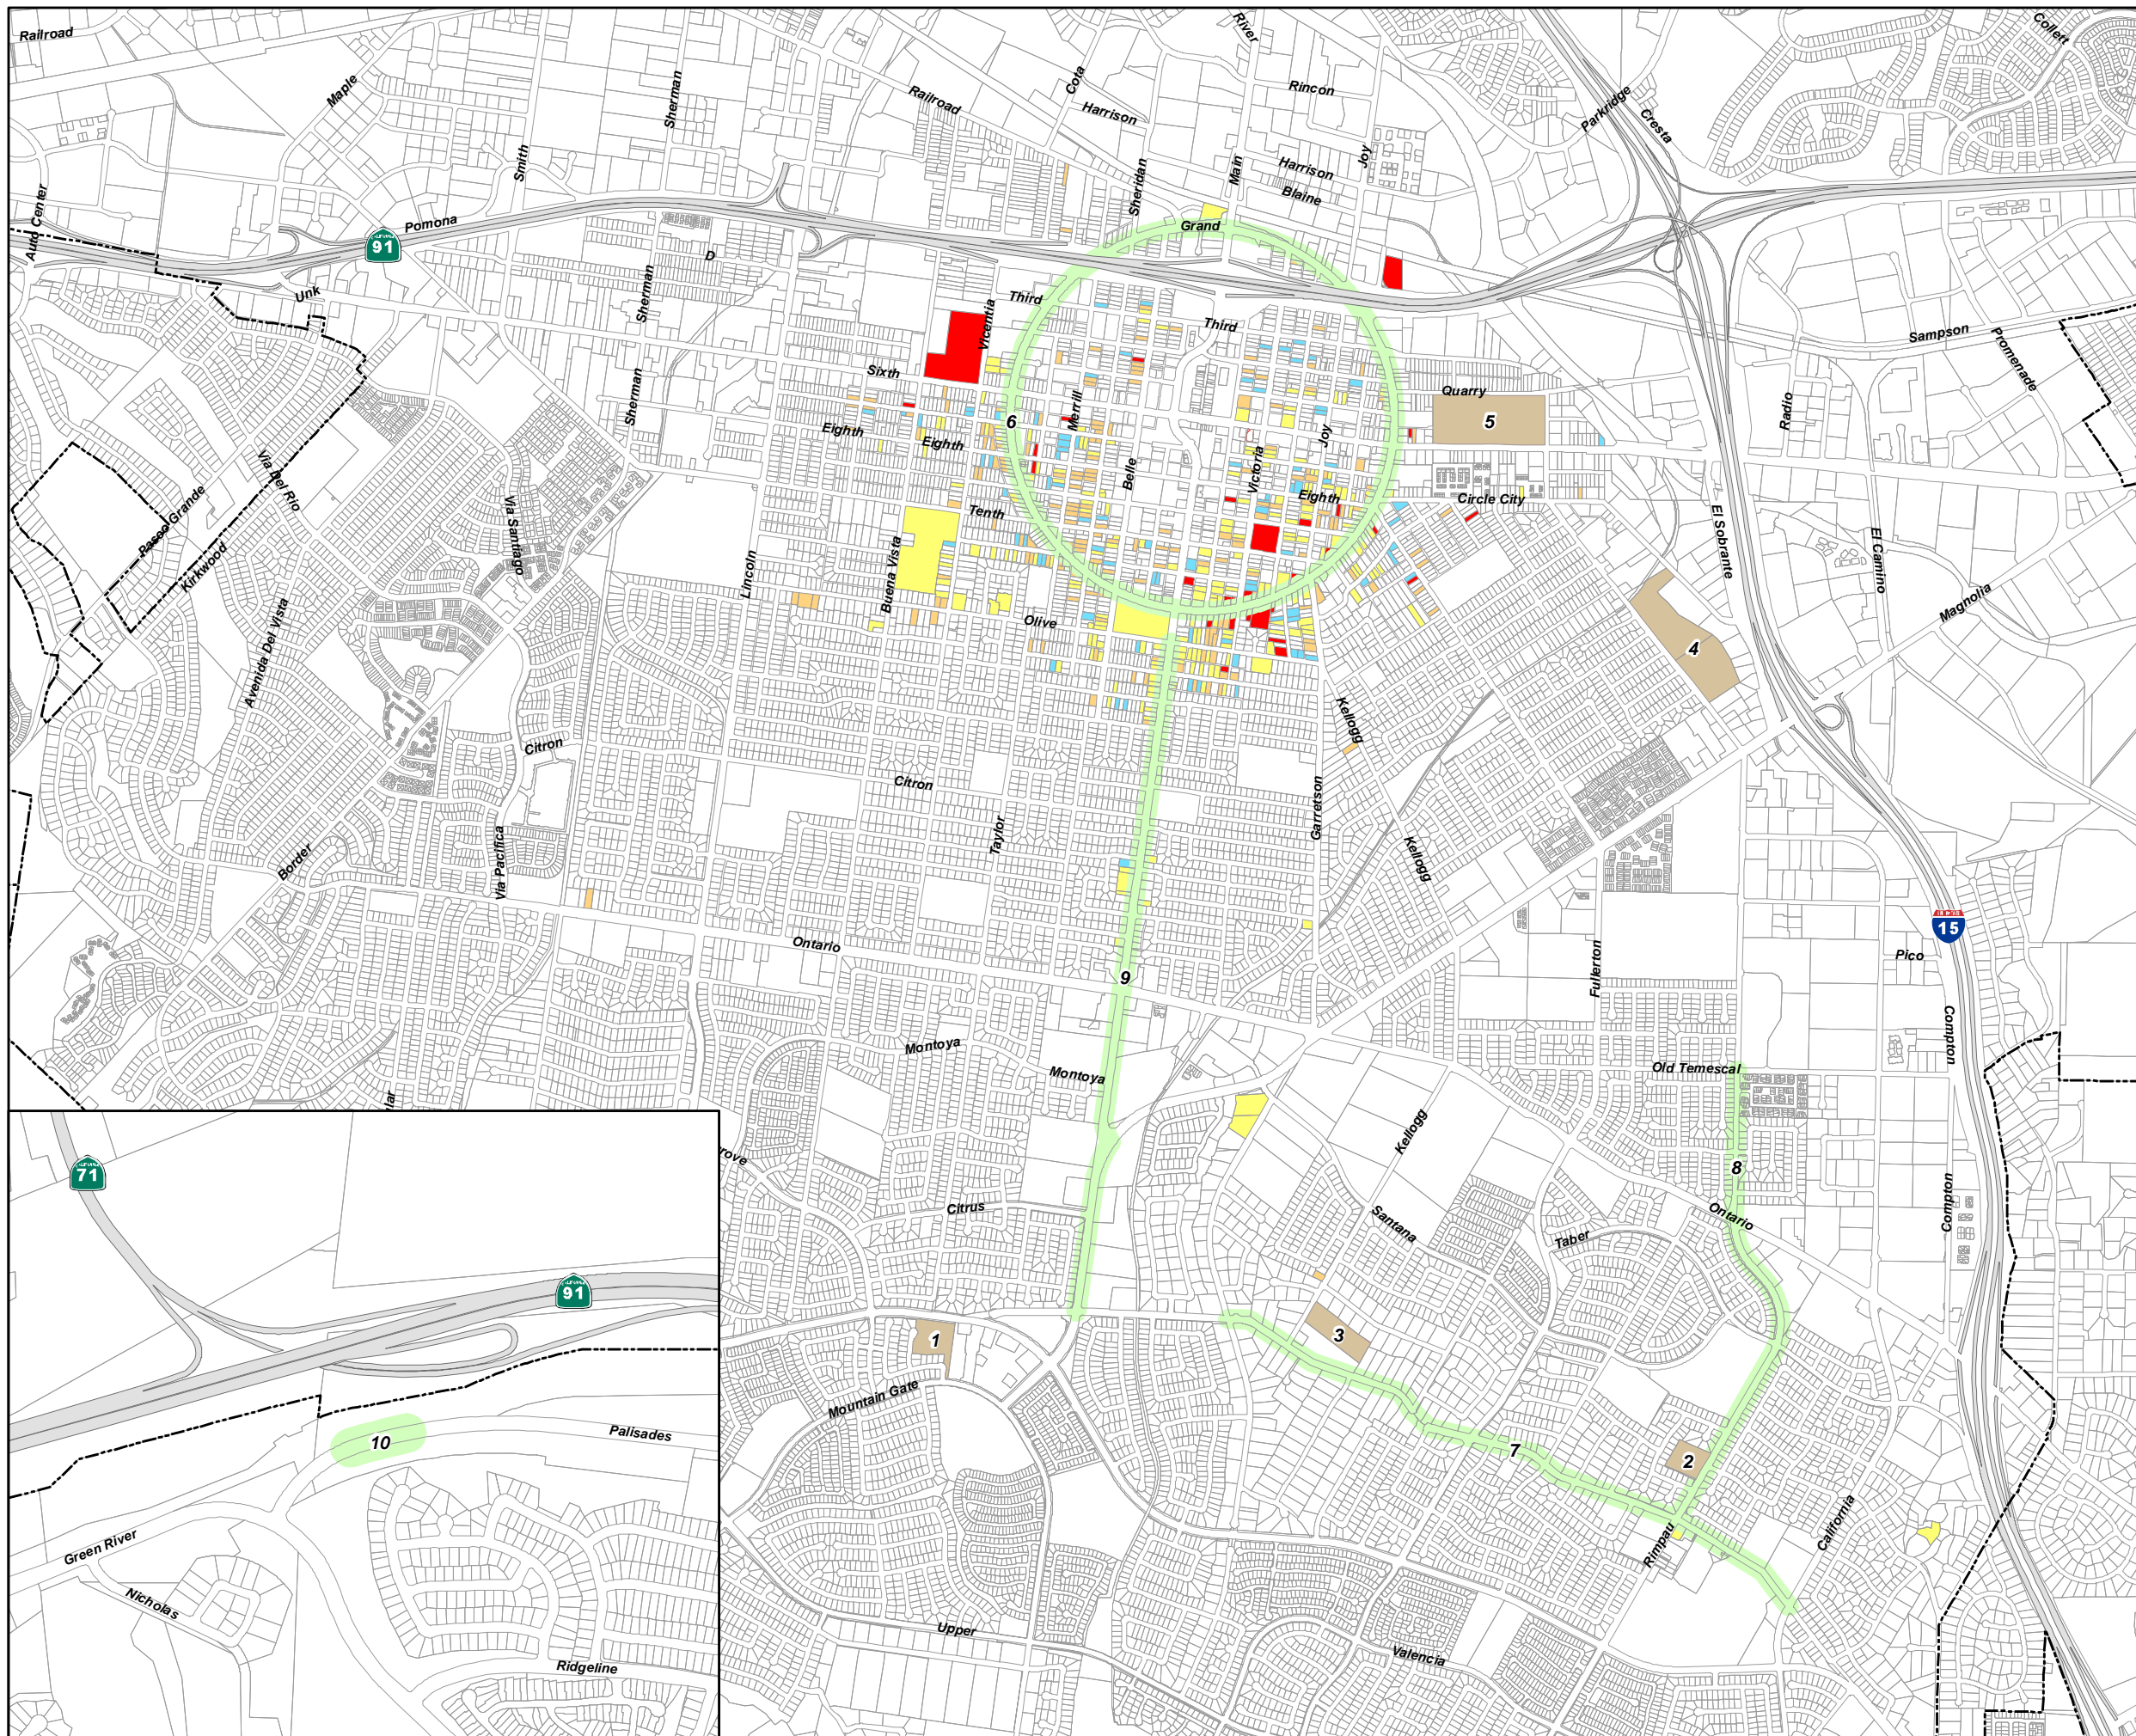 Railroad
River
Collett
Maple
Sherman
Cota
Rincon
Railroad
Harrison
Parkridge
Cresta
Smith
Main
Joy
Harrison
Sheridan
Blaine
Auto Center
Pomona
91
Grand
D
Unk
Sherman
Third
Vicentia
Third
Sampson
Promenade
Sixth
Sherman
Quarry
Radio
Merrill
6
5
Eighth
Eighth
Joy
Belle
Victoria
Via Del Rio
Eighth
Circle City
Paseo Grande
Via Santiago
Tenth
El Sobrante
El Camino
Kirkwood
Lincoln
Buena Vista
Magnolia
Avenida Del Vista
Olive
4
Kellogg
Citron
Citron
Garretson
Taylor
Border
Via Pacifica
Kellogg
15
Ontario
Pico
Fullerton
9
Compton
Montoya
Montoya
Old Temescal
Kellogg
71
8
Citrus
Santana
Ontario
Compton
Taber
91
1
3
Mountain Gate
10
Palisades
7
2
Rimpau
California
Green River
Nicholas
Upper
Valencia
Ridgeline